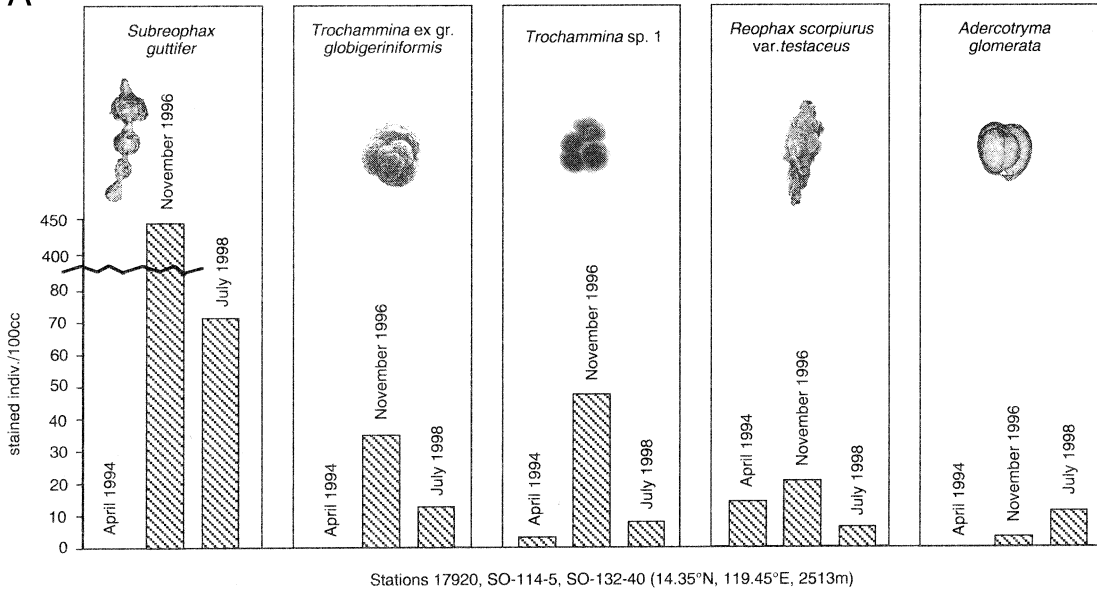 A
Subreophax
guttifer
Trochammina ex gr.
globigeriniformis
Trochammina sp. 1
Reophax scorpiurus
var.testaceus
Adercotryma
glomerata
stained indiv./100cc
450
400
80
70
60
50
40
30
20
10
0
April 1994
November 1996
July 1998
April 1994
November 1996
July 1998
April 1994
November 1996
July 1998
April 1994
November 1996
July 1998
April 1994
November 1996
July 1998
Stations 17920, SO-114-5, SO-132-40 (14.35°N, 119.45°E, 2513m)